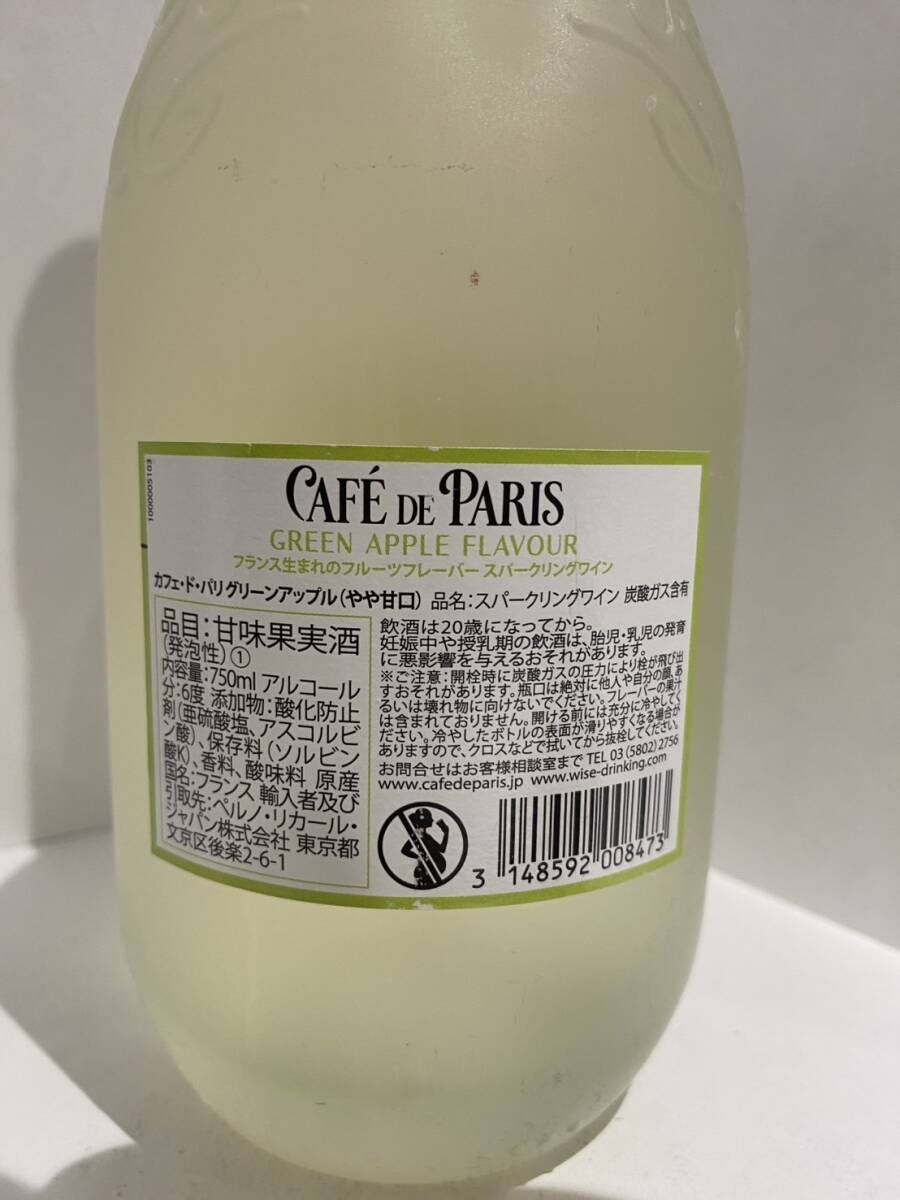 1000005103
CAFÉ DE PARIS
GREEN APPLE FLAVOUR
フランス生まれのフルーツフレーバー スパークリングワイン
カフェ・ド・パリ グリーンアップル（やや甘口） 品名：スパークリングワイン 炭酸ガス含有
品目：甘味果実酒
（発泡性）①
内容量：750ml アルコール
分：6度 添加物：酸化防止
剤（亜硫酸塩、アスコルビ
ン酸）、保存料（ソルビン
酸K）、香料、酸味料 原産
国名：フランス 輸入者及び
引取先：ペルノ・リカール・
ジャパン株式会社 東京都
文京区後楽2-6-1
飲酒は20歳になってから。
妊娠中や授乳期の飲酒は、胎児・乳児の発育
に悪影響を与えるおそれがあります。
※ご注意：開栓時に炭酸ガスの圧力により栓が飛び出
すおそれがあります。瓶口は絶対に他人や自分の顔、あ
るいは壊れ物に向けないでください。フレーバーの果汁
は含まれておりません。開ける前には充分に冷やしてく
ださい。冷やしたボトルの表面が滑りやすくなる場合が
ありますので、クロスなどで拭いてから抜栓してください。
お問合せはお客様相談室まで TEL 03 (5802) 2756
www.cafedeparis.jp www.wise-drinking.com
3 148592 008473